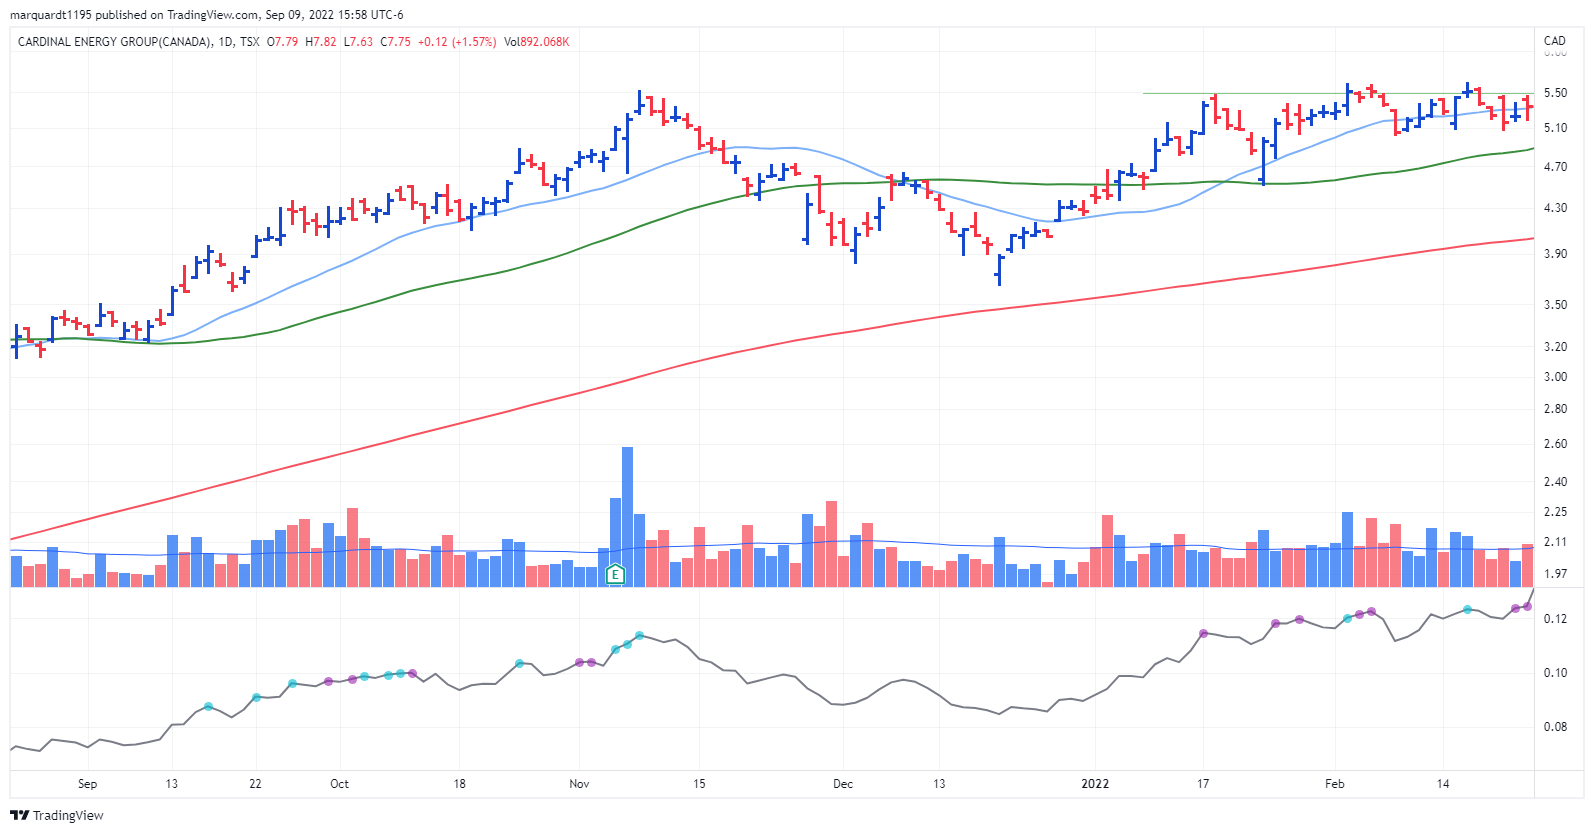 marquardt1195 published on TradingView.com, Sep 09, 2022 15:58 UTC-6
CARDINAL ENERGY GROUP(CANADA), 1D, TSX O7.79 H7.82 L7.63 C7.75 +0.12 (+1.57%) Vol892.068K
CAD
5.50
5.10
4.70
4.30
3.90
3.50
3.20
3.00
2.80
2.60
2.40
2.25
2.11
1.97
E
0.12
0.10
0.08
Sep 13 22 Oct 18 Nov 15 Dec 13 2022 17 Feb 14
TradingView